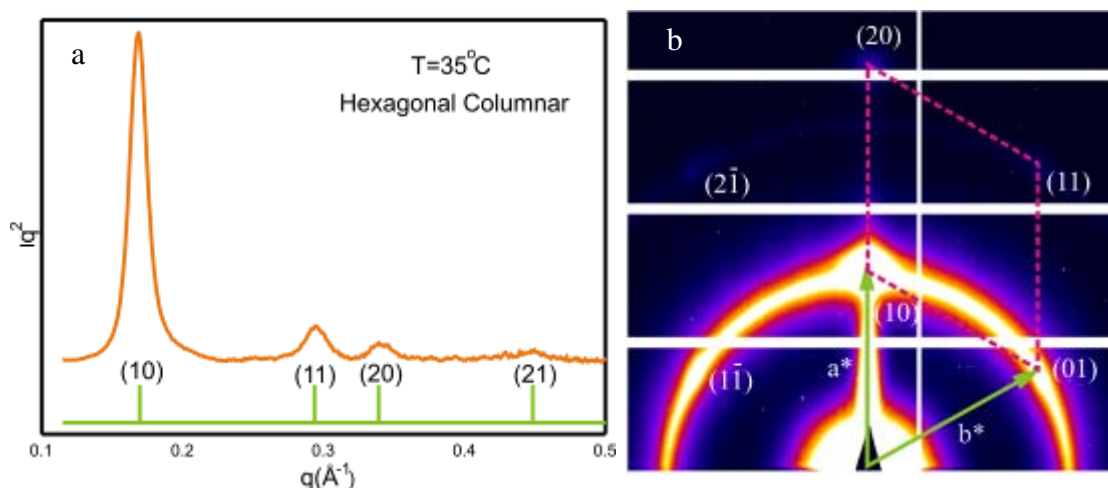 a
T=35°C
Hexagonal Columnar
Iq²
(10)
(11)
(20)
(21)
0.1
0.2
0.3
0.4
0.5
q(Å⁻¹)
b
(20)
(21̄)
(11)
(10)
(11̄)
a*
(01)
b*